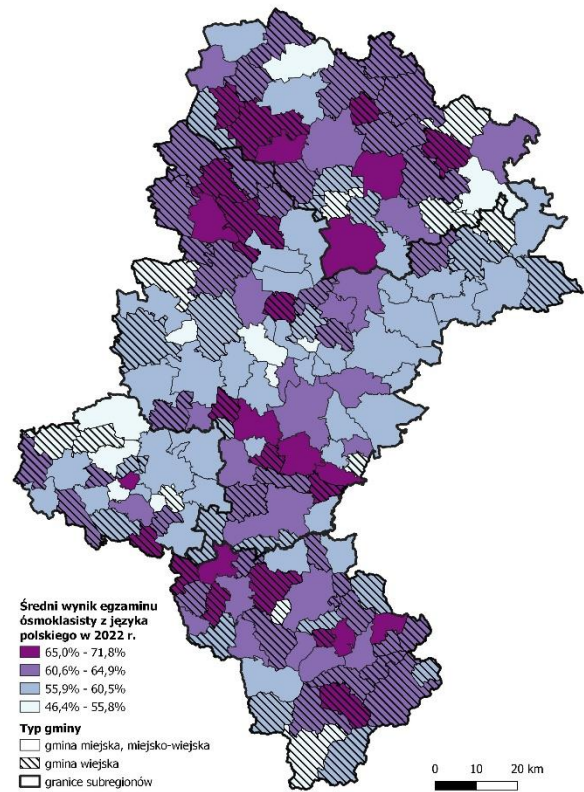 Średni wynik egzaminu
ósmoklasisty z języka
polskiego w 2022 r.
65,0% - 71,8%
60,6% - 64,9%
55,9% - 60,5%
46,4% - 55,8%
Typ gminy
gmina miejska, miejsko-wiejska
gmina wiejska
granice subregionów
0 10 20 km